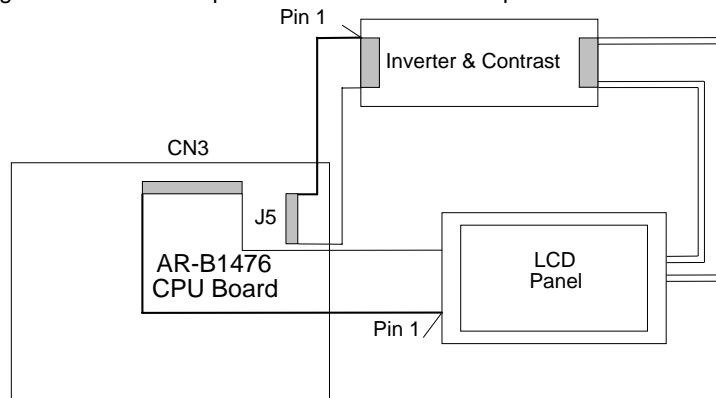 Pin 1
Inverter & Contrast
CN3
J5
AR-B1476
CPU Board
LCD
Panel
Pin 1